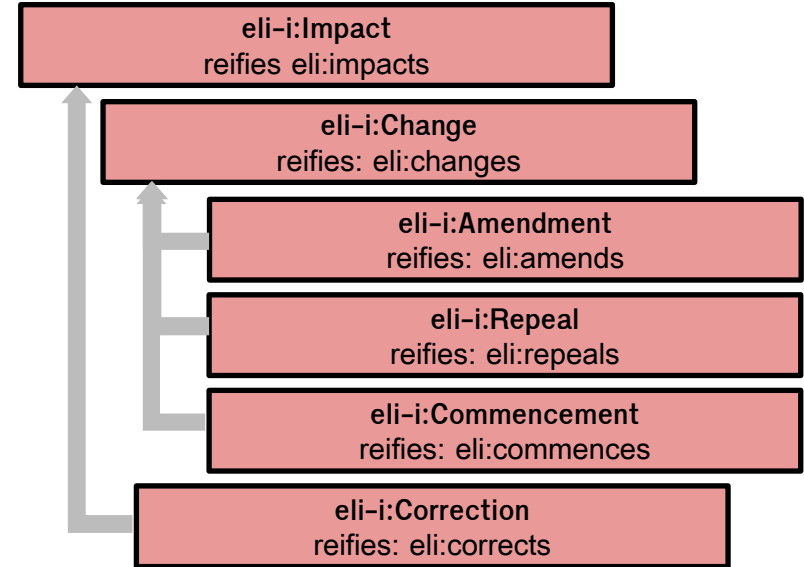 eli-i:Impact
reifies eli:impacts
eli-i:Change
reifies: eli:changes
eli-i:Amendment
reifies: eli:amends
eli-i:Repeal
reifies: eli:repeals
eli-i:Commencement
reifies: eli:commences
eli-i:Correction
reifies: eli:corrects